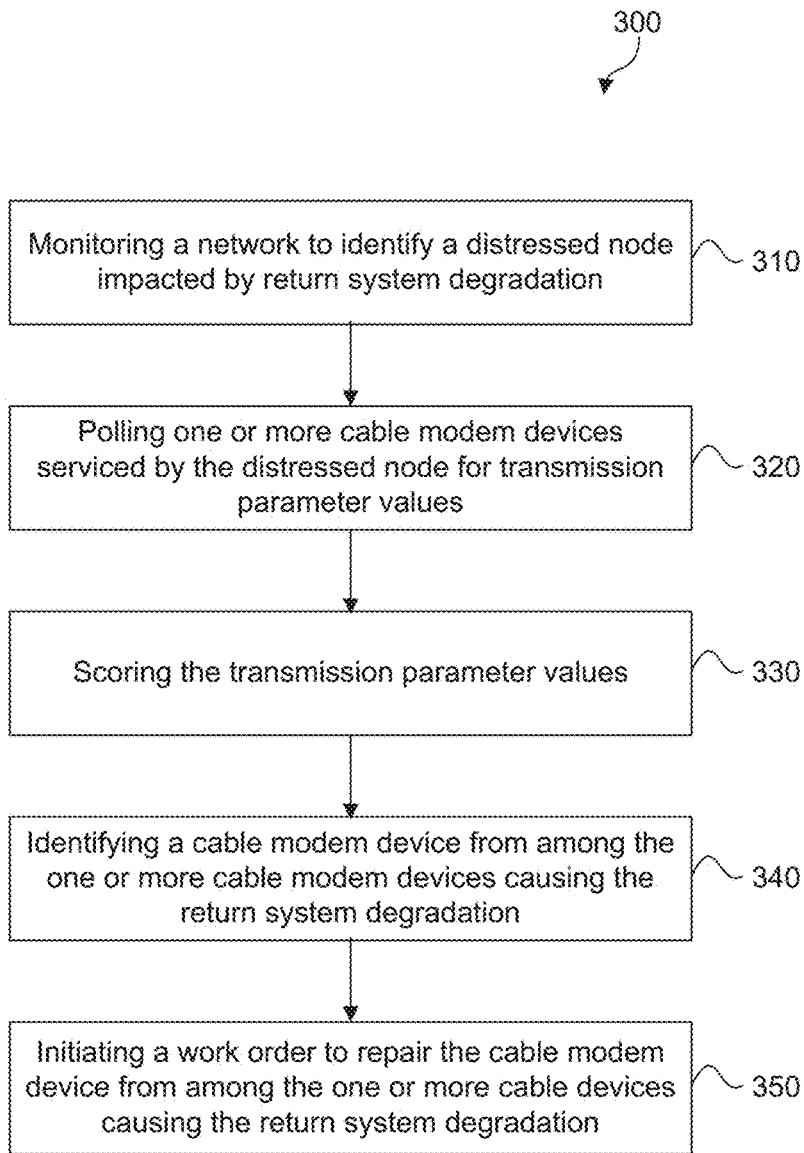 300
Monitoring a network to identify a distressed node
impacted by return system degradation
310
Polling one or more cable modem devices
serviced by the distressed node for transmission
parameter values
320
Scoring the transmission parameter values
330
Identifying a cable modem device from among the
one or more cable modem devices causing the
return system degradation
340
Initiating a work order to repair the cable modem
device from among the one or more cable devices
causing the return system degradation
350